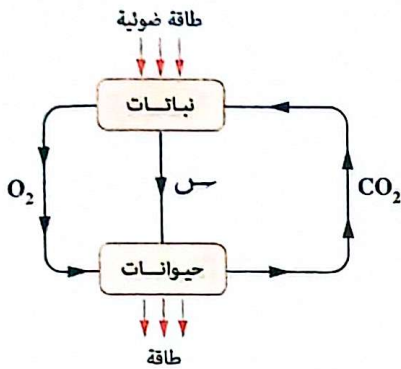 طاقة ضوئية
نباتات
O₂
س
CO₂
حيوانات
طاقة